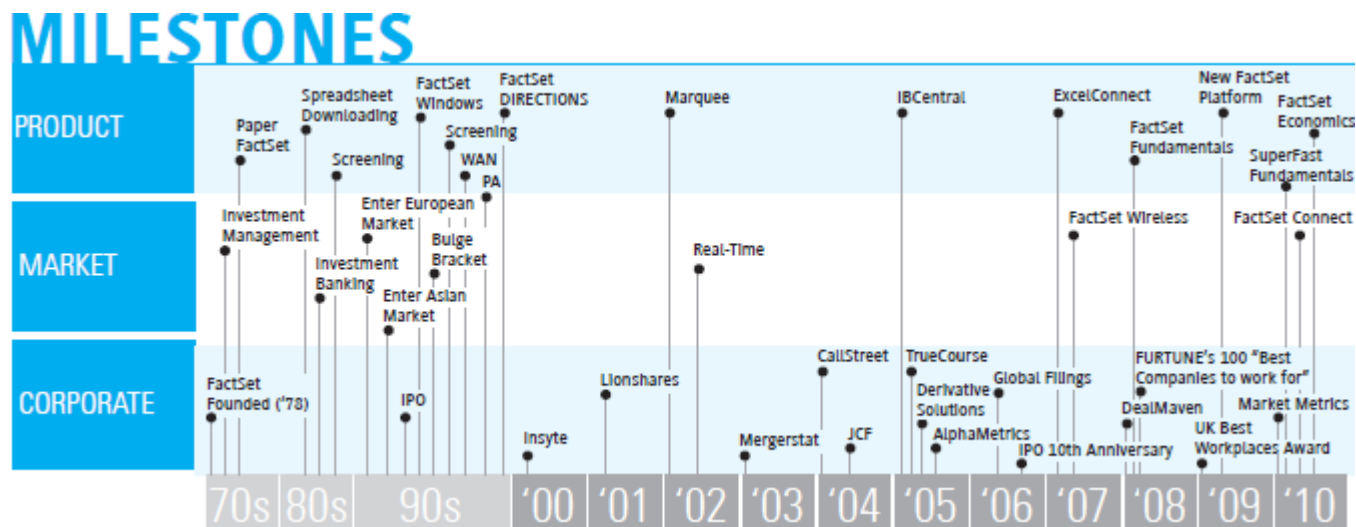 MILESTONES
PRODUCT
Paper
FactSet
Spreadsheet
Downloading
Screening
FactSet
Windows
Screening
WAN
PA
FactSet
DIRECTIONS
Marquee
IBCentral
ExcelConnect
FactSet
Fundamentals
New FactSet
Platform
FactSet
Economics
SuperFast
Fundamentals
MARKET
Investment
Management
Investment
Banking
Enter European
Market
Enter Asian
Market
Bulge
Bracket
Real-Time
FactSet Wireless
FactSet Connect
CORPORATE
FactSet
Founded ('78)
IPO
Insyte
Lionshares
Mergerstat
CallStreet
JCF
TrueCourse
Derivative
Solutions
AlphaMetrics
Global Filings
IPO 10th Anniversary
DealMaven
FURTUNE's 100 "Best
Companies to work for"
UK Best
Workplaces Award
Market Metrics
70s 80s 90s '00 '01 '02 '03 '04 '05 '06 '07 '08 '09 '10